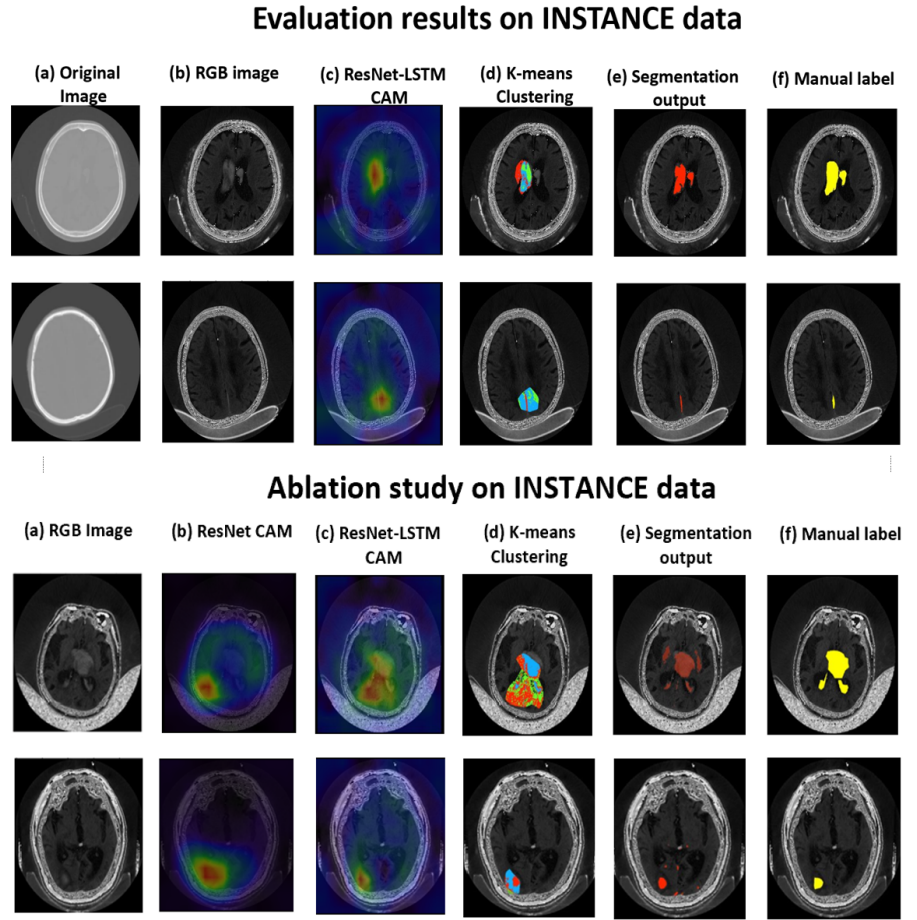 Evaluation results on INSTANCE data
(a) Original
Image
(b) RGB image
(c) ResNet-LSTM
CAM
(d) K-means
Clustering
(e) Segmentation
output
(f) Manual label
Ablation study on INSTANCE data
(a) RGB Image
(b) ResNet CAM
(c) ResNet-LSTM
CAM
(d) K-means
Clustering
(e) Segmentation
output
(f) Manual label